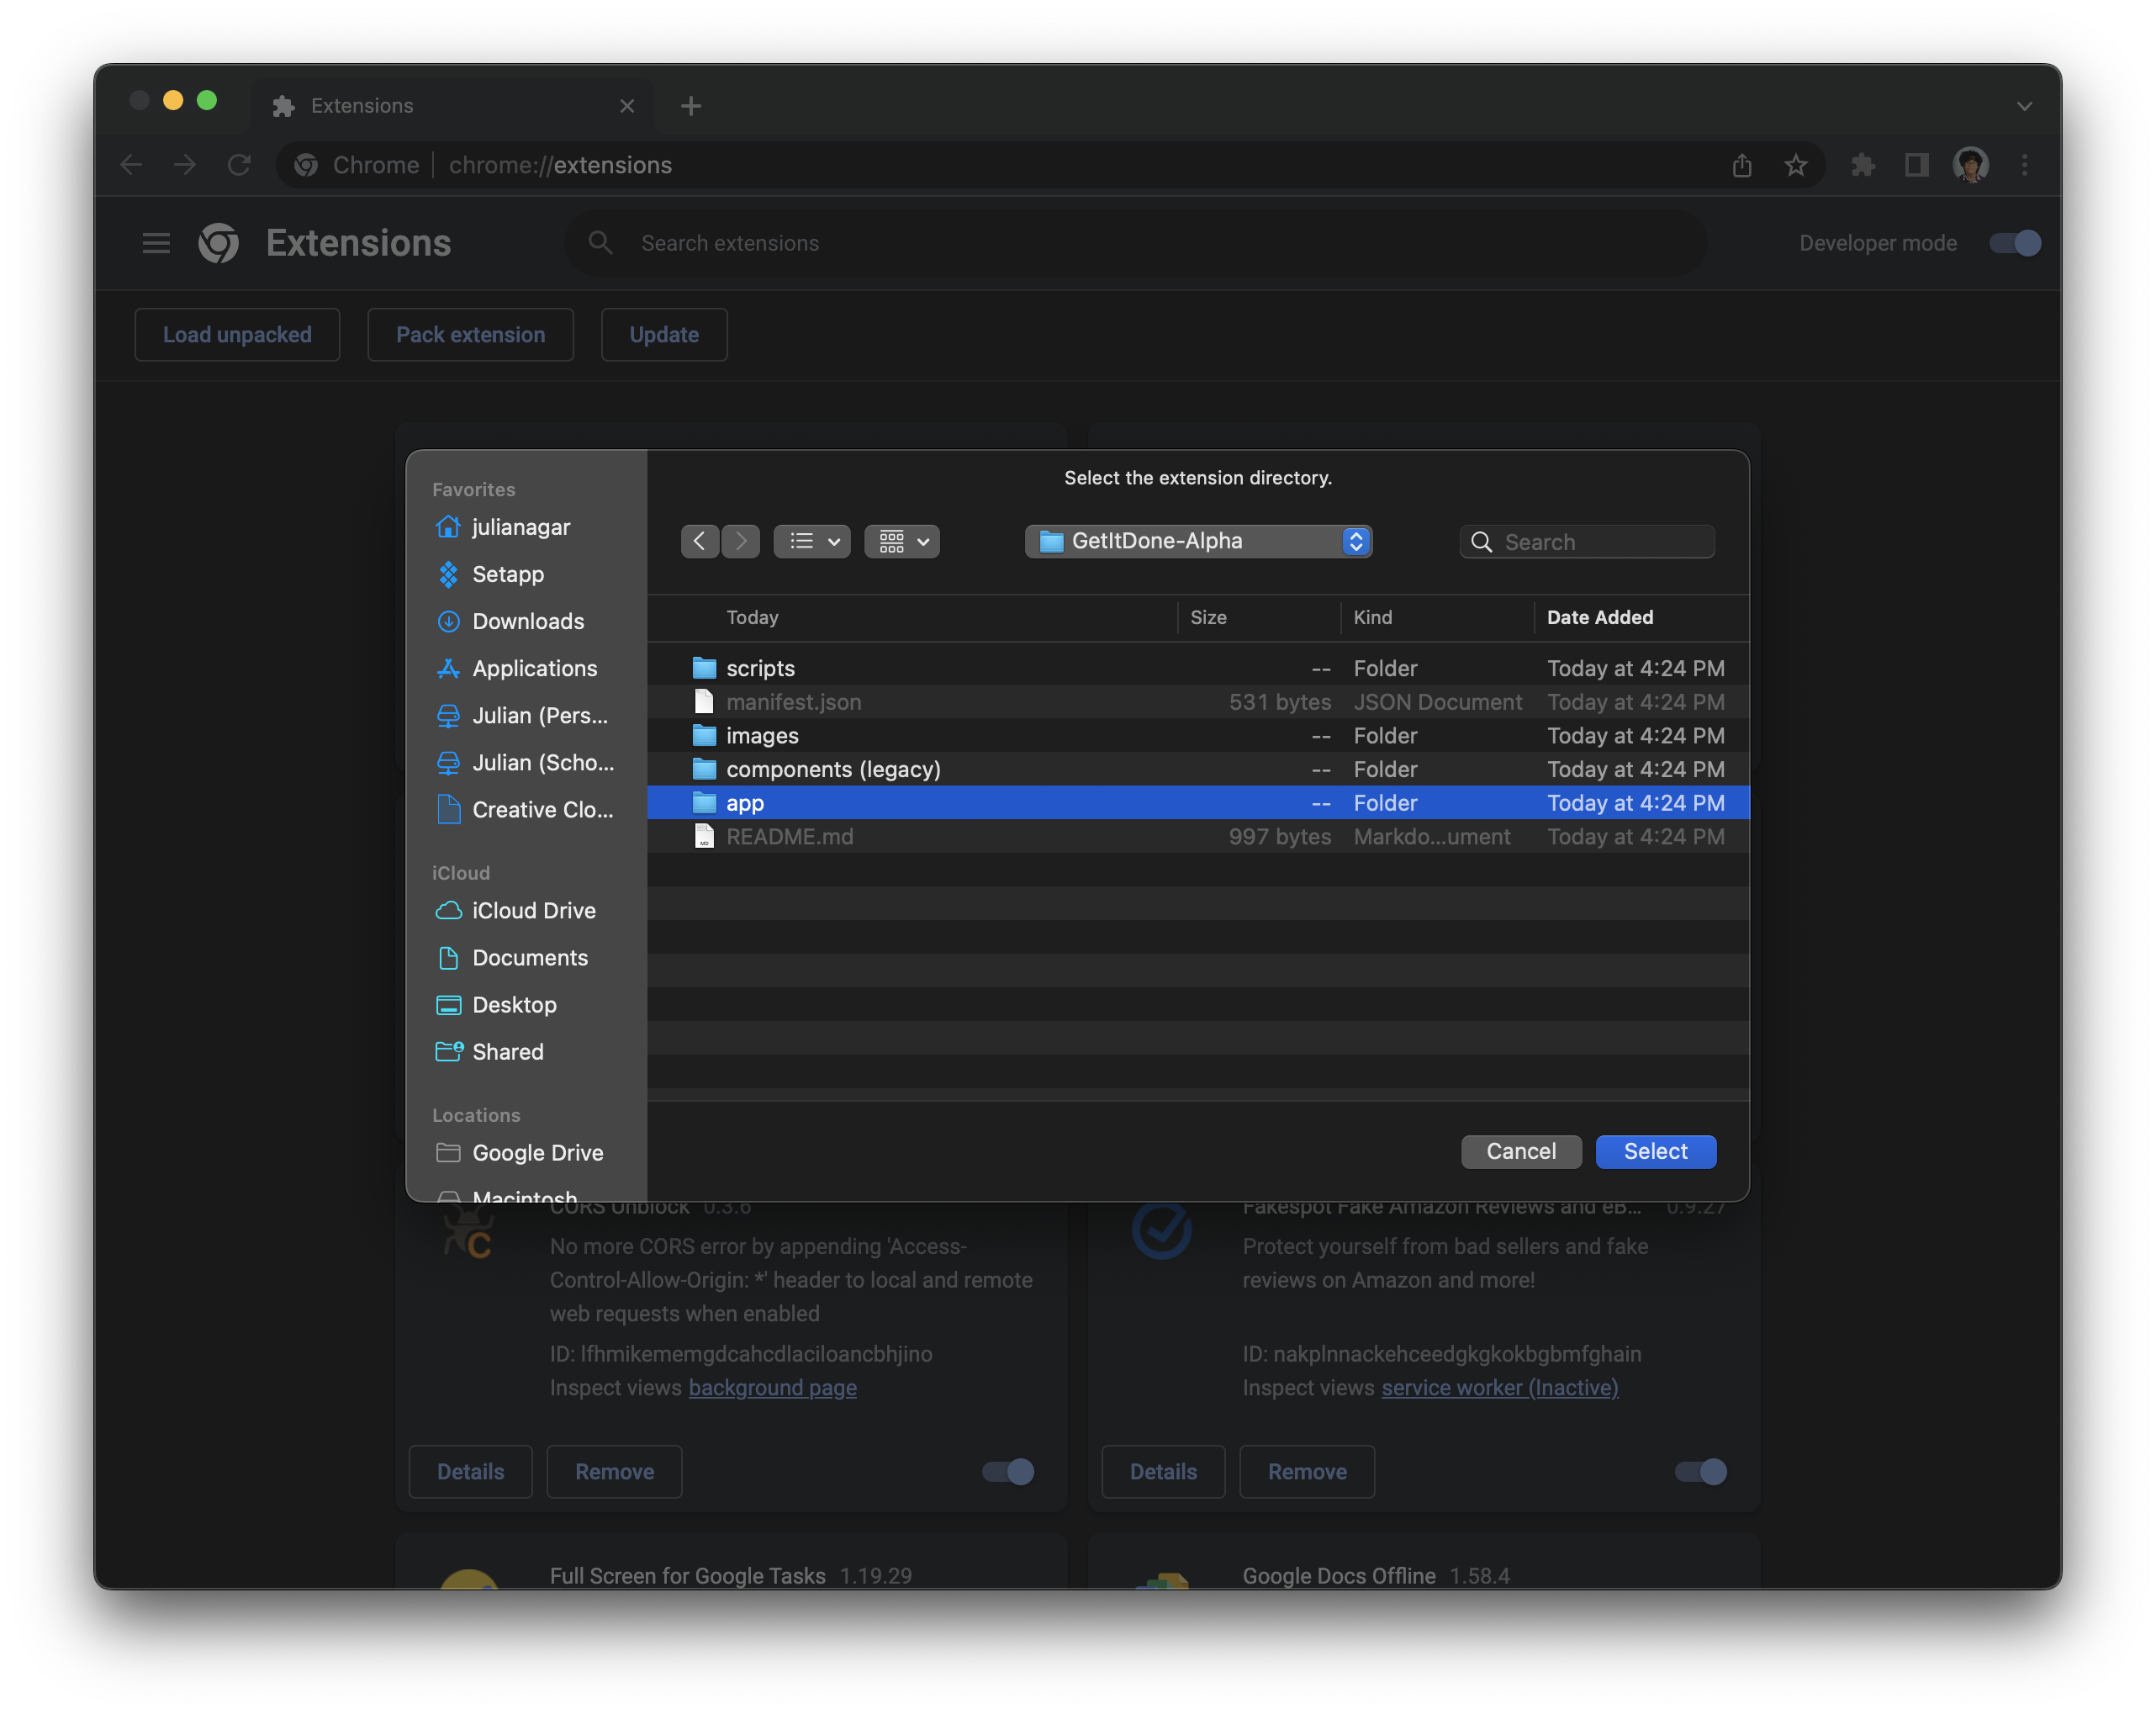 Extensions
Chrome chrome://extensions
Extensions
Search extensions
Developer mode
Load unpacked
Pack extension
Update
Select the extension directory.
Favorites
julianagar
Setapp
Downloads
Applications
Julian (Pers...
Julian (Scho...
Creative Clo...
iCloud
iCloud Drive
Documents
Desktop
Shared
Locations
Google Drive
Macintosh
GetItDone-Alpha
Search
Today Size Kind Date Added
scripts -- Folder Today at 4:24 PM
manifest.json 531 bytes JSON Document Today at 4:24 PM
images -- Folder Today at 4:24 PM
components (legacy) -- Folder Today at 4:24 PM
app -- Folder Today at 4:24 PM
README.md 997 bytes Markdo...ument Today at 4:24 PM
Cancel
Select
CORS Unblock 0.3.6
No more CORS error by appending 'Access-
Control-Allow-Origin: *' header to local and remote
web requests when enabled
ID: lfhmikememgdcahcdlaciloancbhjino
Inspect views background page
Details
Remove
Fakespot Fake Amazon Reviews and eB... 0.9.27
Protect yourself from bad sellers and fake
reviews on Amazon and more!
ID: nakplnnackehceedgkgkokbgbmfghain
Inspect views service worker (Inactive)
Details
Remove
Full Screen for Google Tasks 1.19.29
Google Docs Offline 1.58.4